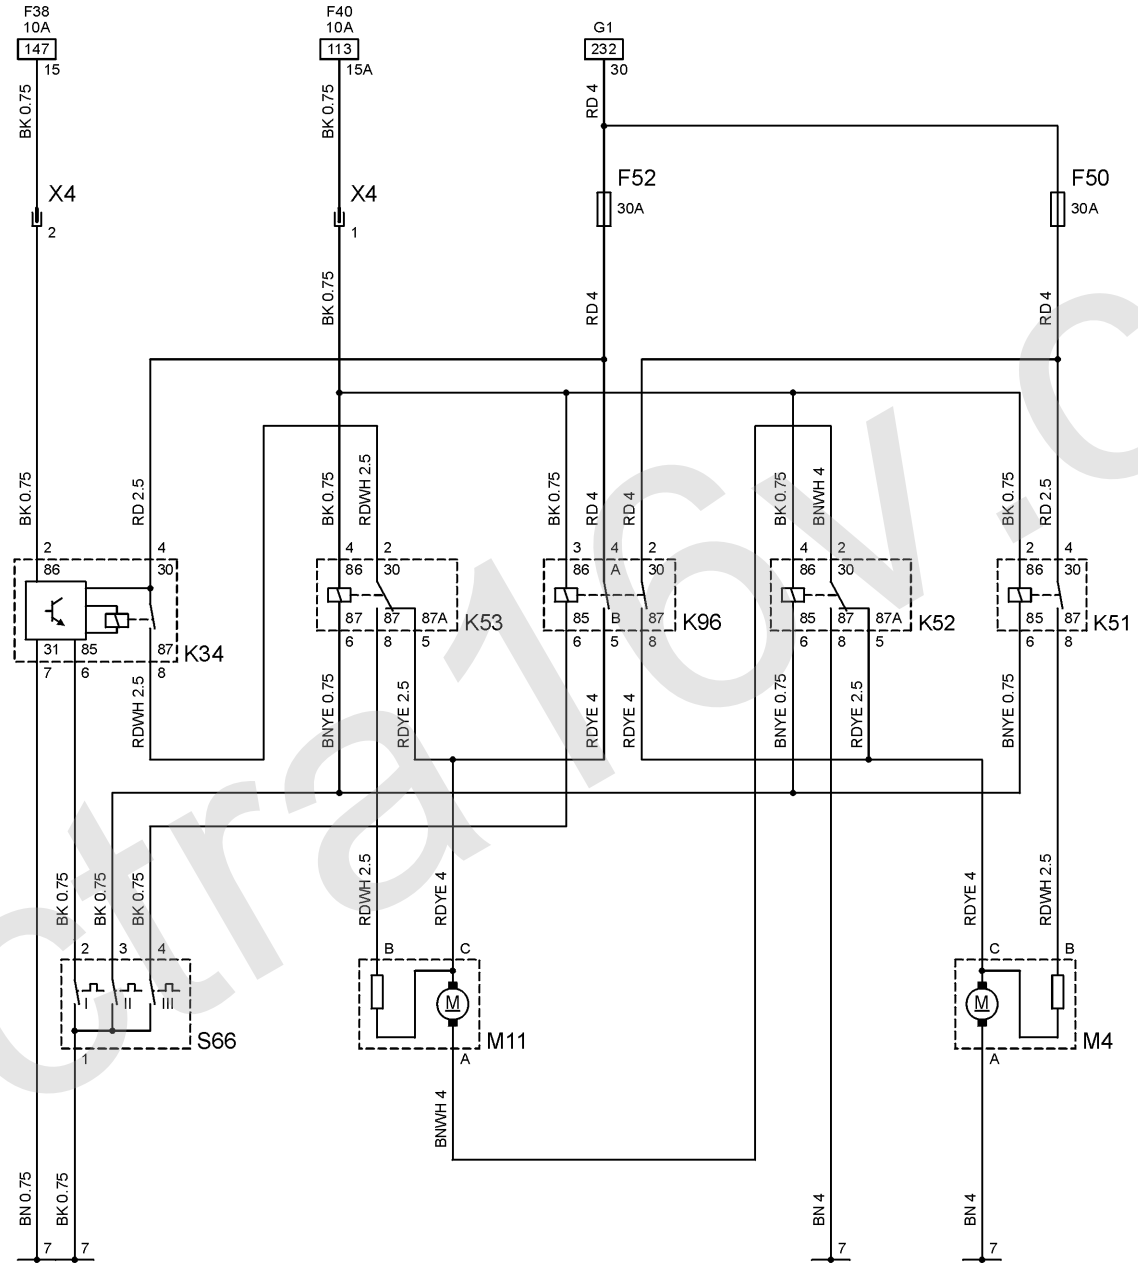 F38 F40
10A 10A G1
147 113 232
15 15A 30
BK 0.75 BK 0.75 RD 4
X4 X4 F52 F50
30A 30A
2 1
BK 0.75 RD 4 RD 4
BK 0.75 RD 2.5 BK 0.75 RDWH 2.5 BK 0.75 RD 4 RD 4 BK 0.75 BNWH 4 BK 0.75 RD 2.5
2 4 4 2 3 4 2 4 2 2 4
86 30 86 30 86 A 30 86 30 86 30
87 87 87A 85 B 87 85 87 87A 85 87
K53 K96 K52 K51
31 85 87 K34
6 8 5 6 5 8 6 8 5 6 8
7 6 8
RDWH 2.5 BNYE 0.75 RDYE 2.5 RDYE 4 RDYE 4 BNYE 0.75 RDYE 2.5 BNYE 0.75
BK 0.75 BK 0.75 BK 0.75 RDWH 2.5 RDYE 4 RDYE 4 RDWH 2.5
2 3 4 B C C B
I II III M M
S66 M11 M4
1 A A
BNWH 4
BN 0.75 BK 0.75 BN 4 BN 4
7 7 7 7
ctra16v.c